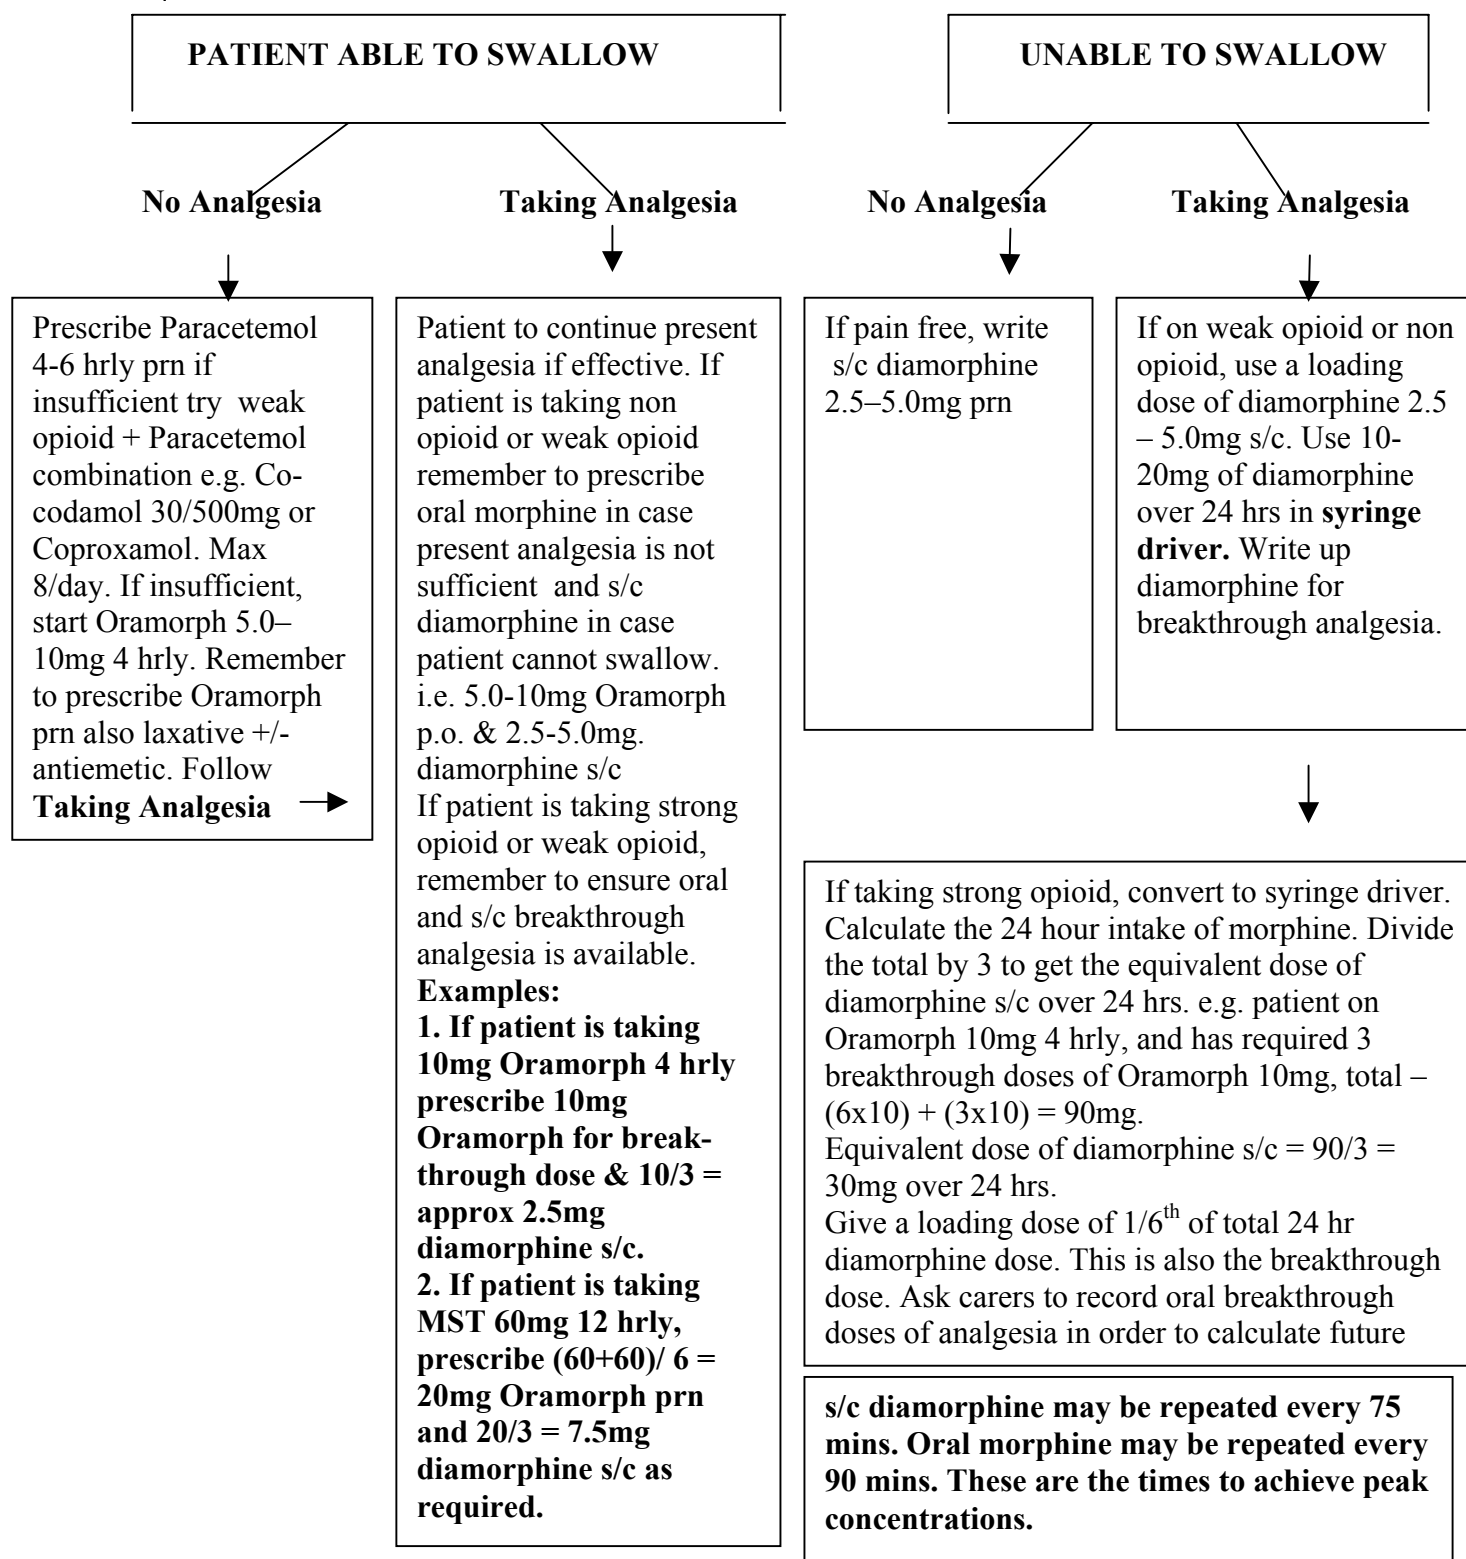 PATIENT ABLE TO SWALLOW
UNABLE TO SWALLOW
No Analgesia
Taking Analgesia
No Analgesia
Taking Analgesia
Prescribe Paracetemol
4-6 hrly prn if
insufficient try weak
opioid + Paracetemol
combination e.g. Co-
codamol 30/500mg or
Coproxamol. Max
8/day. If insufficient,
start Oramorph 5.0–
10mg 4 hrly. Remember
to prescribe Oramorph
prn also laxative +/-
antiemetic. Follow
Taking Analgesia
Patient to continue present
analgesia if effective. If
patient is taking non
opioid or weak opioid
remember to prescribe
oral morphine in case
present analgesia is not
sufficient and s/c
diamorphine in case
patient cannot swallow.
i.e. 5.0-10mg Oramorph
p.o. & 2.5-5.0mg.
diamorphine s/c
If patient is taking strong
opioid or weak opioid,
remember to ensure oral
and s/c breakthrough
analgesia is available.
Examples:
1. If patient is taking
10mg Oramorph 4 hrly
prescribe 10mg
Oramorph for break-
through dose & 10/3 =
approx 2.5mg
diamorphine s/c.
2. If patient is taking
MST 60mg 12 hrly,
prescribe (60+60)/ 6 =
20mg Oramorph prn
and 20/3 = 7.5mg
diamorphine s/c as
required.
If pain free, write
s/c diamorphine
2.5–5.0mg prn
If on weak opioid or non
opioid, use a loading
dose of diamorphine 2.5
– 5.0mg s/c. Use 10-
20mg of diamorphine
over 24 hrs in syringe
driver. Write up
diamorphine for
breakthrough analgesia.
If taking strong opioid, convert to syringe driver.
Calculate the 24 hour intake of morphine. Divide
the total by 3 to get the equivalent dose of
diamorphine s/c over 24 hrs. e.g. patient on
Oramorph 10mg 4 hrly, and has required 3
breakthrough doses of Oramorph 10mg, total –
(6x10) + (3x10) = 90mg.
Equivalent dose of diamorphine s/c = 90/3 =
30mg over 24 hrs.
Give a loading dose of 1/6th of total 24 hr
diamorphine dose. This is also the breakthrough
dose. Ask carers to record oral breakthrough
doses of analgesia in order to calculate future
s/c diamorphine may be repeated every 75
mins. Oral morphine may be repeated every
90 mins. These are the times to achieve peak
concentrations.